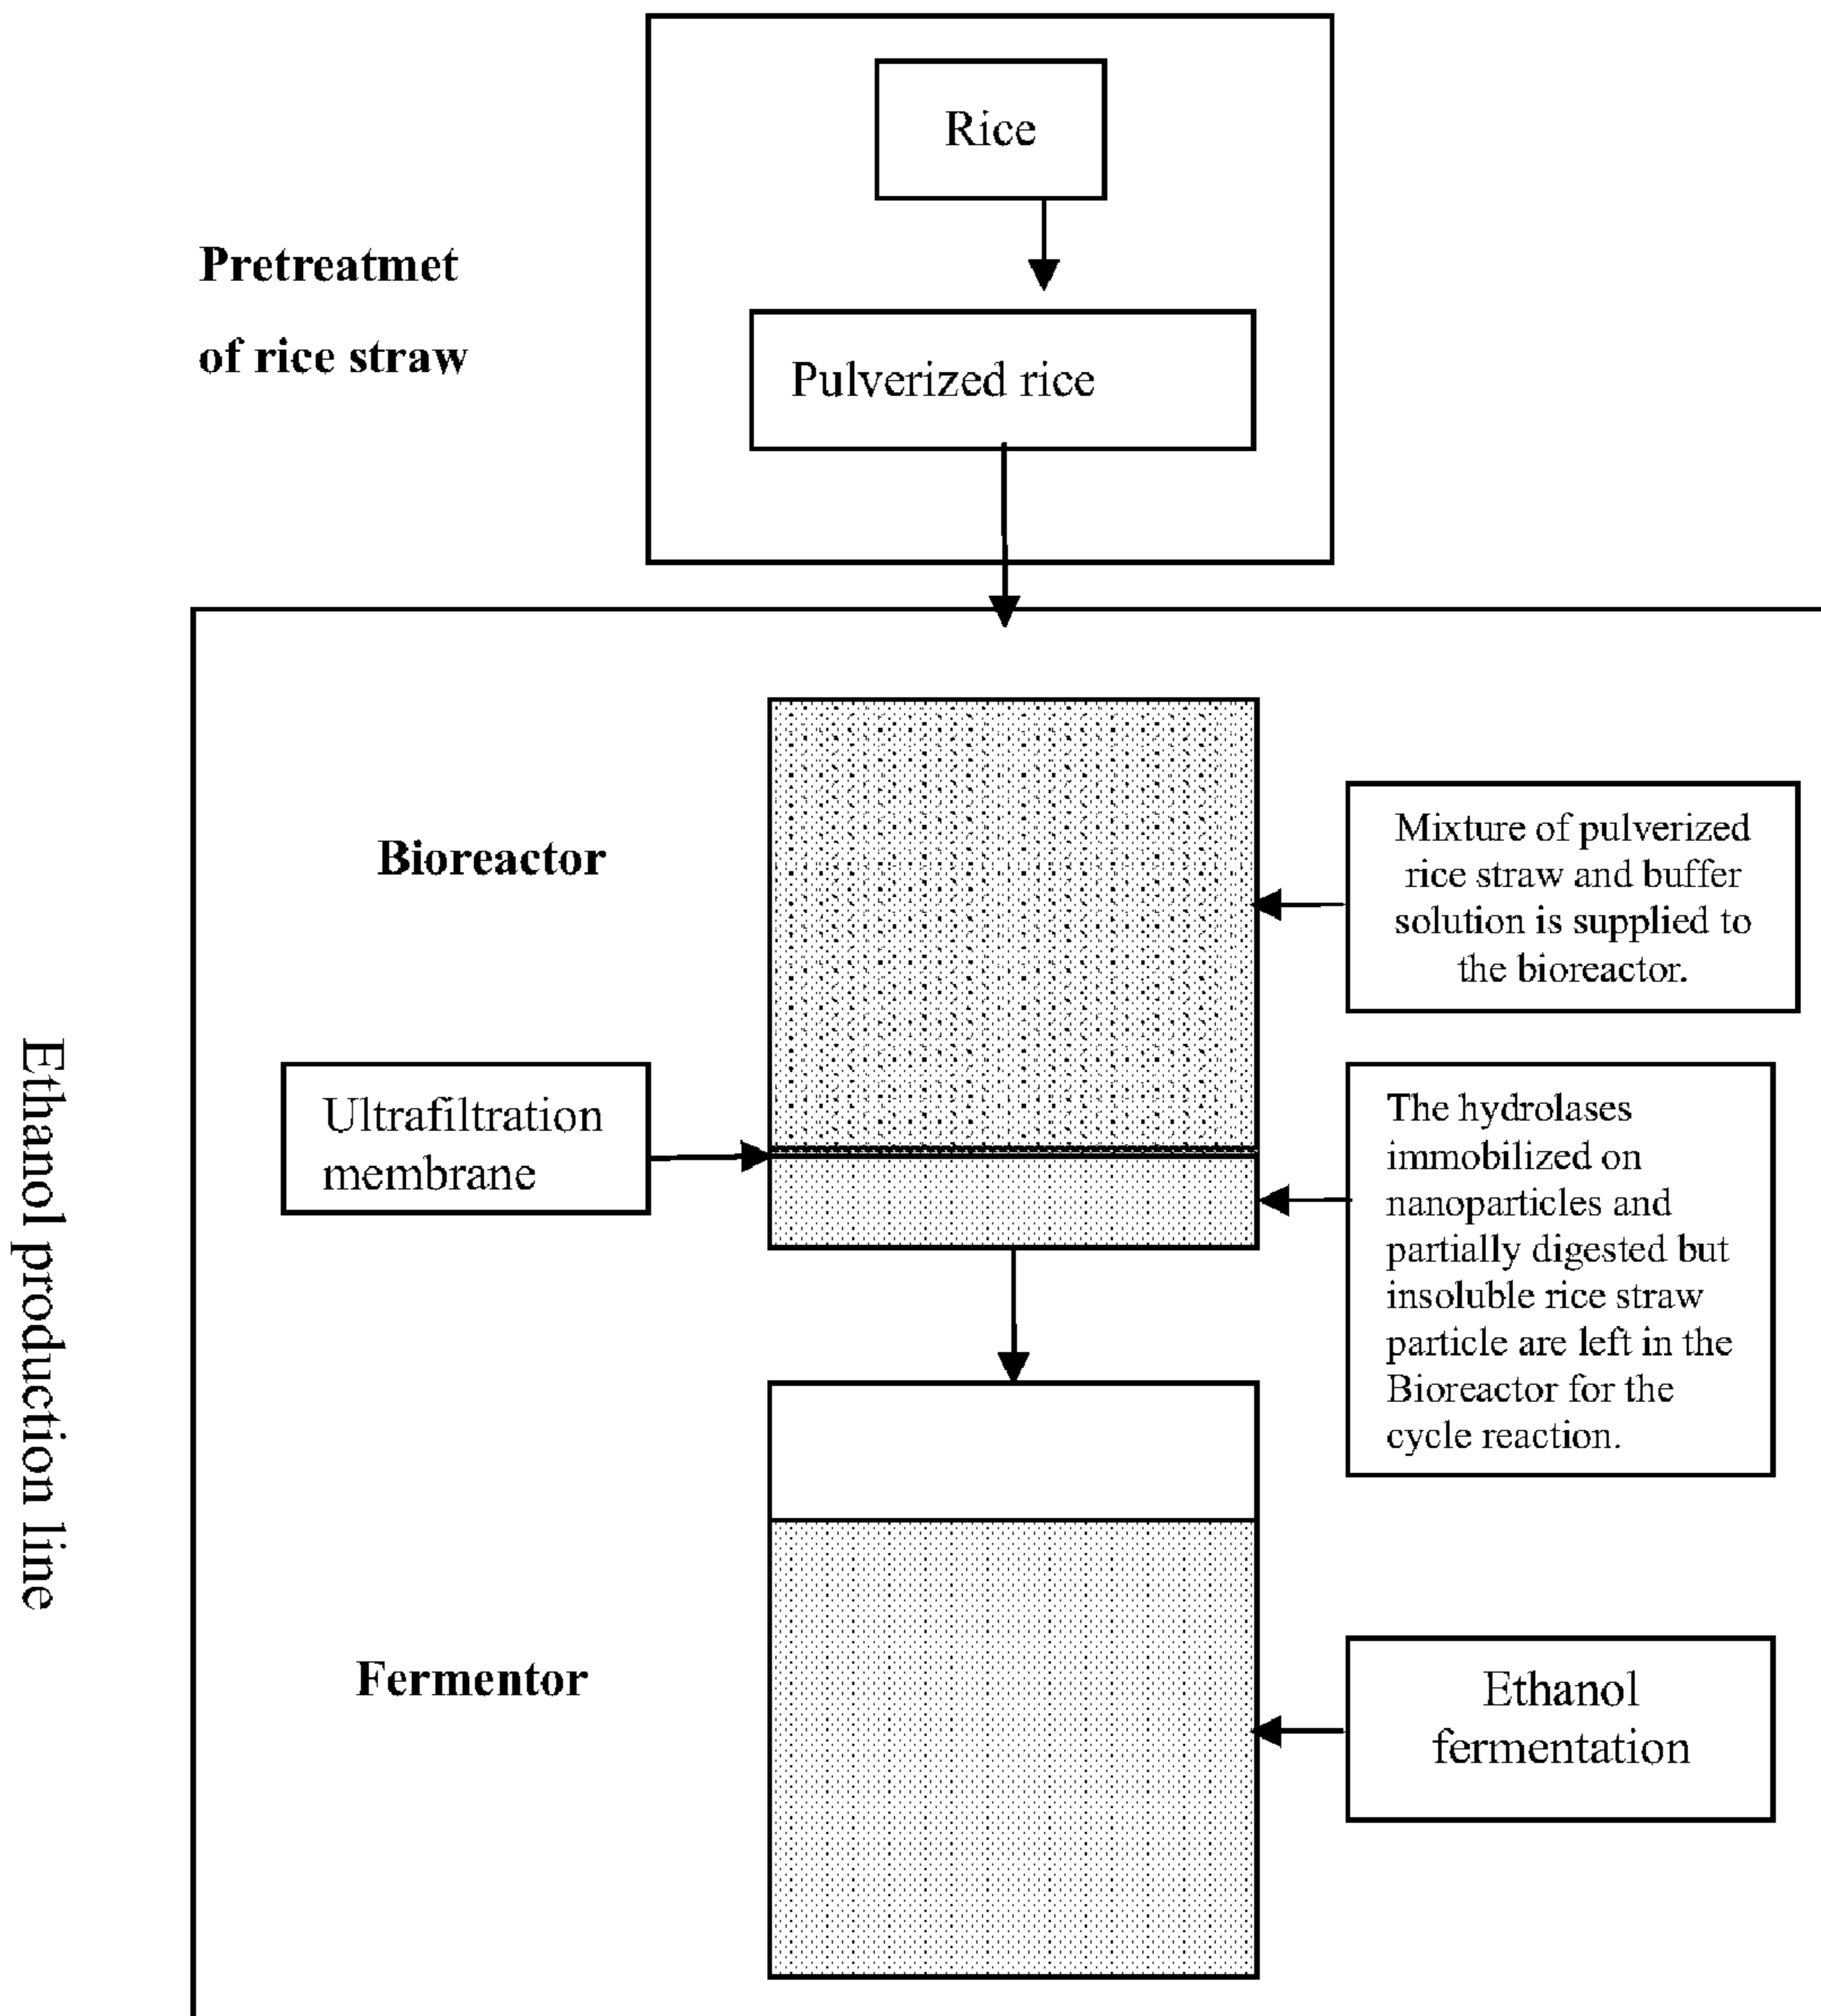 Rice
Pretreatmet
of rice straw
Pulverized rice
Bioreactor
Mixture of pulverized
rice straw and buffer
solution is supplied to
the bioreactor.
Ultrafiltration
membrane
The hydrolases
immobilized on
nanoparticles and
partially digested but
insoluble rice straw
particle are left in the
Bioreactor for the
cycle reaction.
Ethanol production line
Fermentor
Ethanol
fermentation